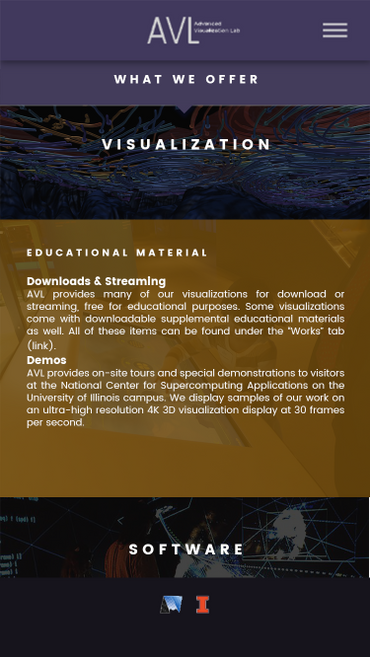 AVL Advanced
Visualization Lab
WHAT WE OFFER
VISUALIZATION
EDUCATIONAL MATERIAL
Downloads & Streaming
AVL provides many of our visualizations for download or
streaming, free for educational purposes. Some visualizations
come with downloadable supplemental educational materials
as well. All of these items can be found under the "Works" tab
(link).
Demos
AVL provides on-site tours and special demonstrations to visitors
at the National Center for Supercomputing Applications on the
University of Illinois campus. We display samples of our work on
an ultra-high resolution 4K 3D visualization display at 30 frames
per second.
SOFTWARE